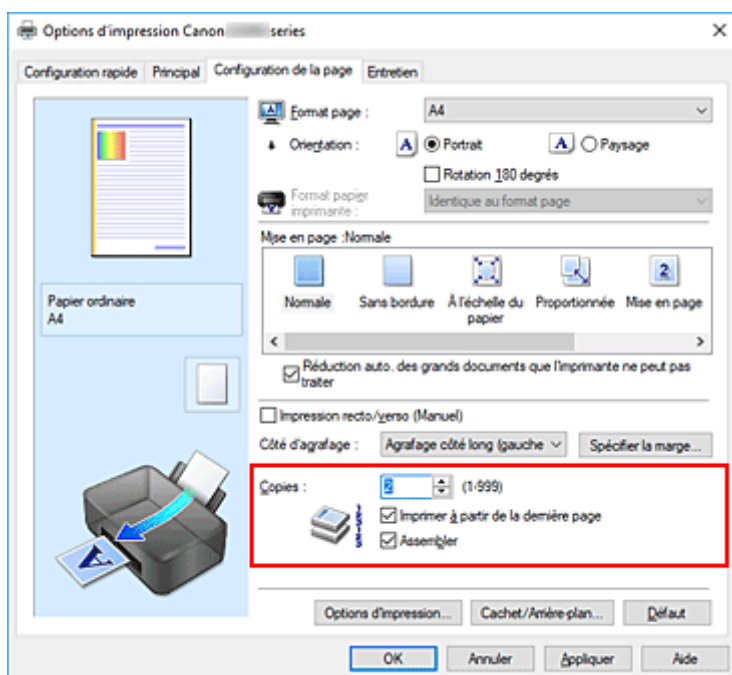 Options d'impression Canon series
Configuration rapide Principal Configuration de la page Entretien
Format page : A4
Orientation : A Portrait A Paysage
Rotation 180 degrés
Format papier imprimante : Identique au format page
Mise en page :Normale
Normale Sans bordure À l'échelle du papier Proportionnée Mise en page
2
Papier ordinaire
A4
Réduction auto. des grands documents que l'imprimante ne peut pas
traiter
Impression recto/verso (Manuel)
Côté d'agrafage : Agrafage côté long (gauche Spécifier la marge...
Copies : 2 (1-999)
Imprimer à partir de la dernière page
Assembler
A
Options d'impression... Cachet/Arrière-plan... Défaut
OK Annuler Appliquer Aide